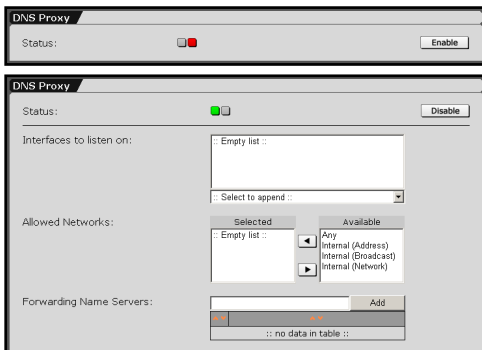 DNS Proxy
Status: Enable
DNS Proxy
Status: Disable
Interfaces to listen on: :: Empty list ::
:: Select to append ::
Allowed Networks: Selected Available
:: Empty list :: Any
Internal (Address)
Internal (Broadcast)
Internal (Network)
Forwarding Name Servers: Add
:: no data in table ::